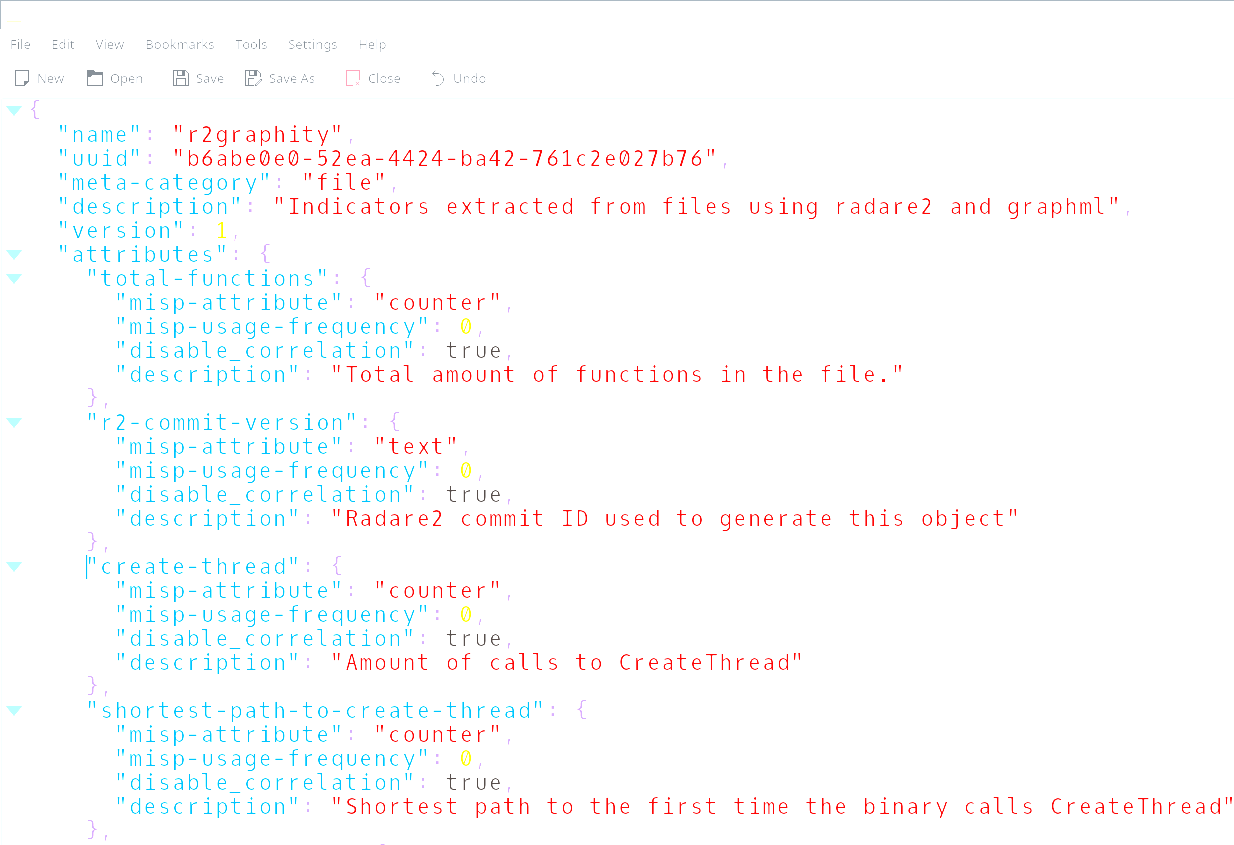 File Edit View Bookmarks Tools Settings Help
New Open Save Save As Close Undo
{
"name": "r2graphity",
"uuid": "b6abe0e0-52ea-4424-ba42-761c2e027b76",
"meta-category": "file",
"description": "Indicators extracted from files using radare2 and graphml",
"version": 1,
"attributes": {
"total-functions": {
"misp-attribute": "counter",
"misp-usage-frequency": 0,
"disable_correlation": true,
"description": "Total amount of functions in the file."
},
"r2-commit-version": {
"misp-attribute": "text",
"misp-usage-frequency": 0,
"disable_correlation": true,
"description": "Radare2 commit ID used to generate this object"
},
"create-thread": {
"misp-attribute": "counter",
"misp-usage-frequency": 0,
"disable_correlation": true,
"description": "Amount of calls to CreateThread"
},
"shortest-path-to-create-thread": {
"misp-attribute": "counter",
"misp-usage-frequency": 0,
"disable_correlation": true,
"description": "Shortest path to the first time the binary calls CreateThread"
},